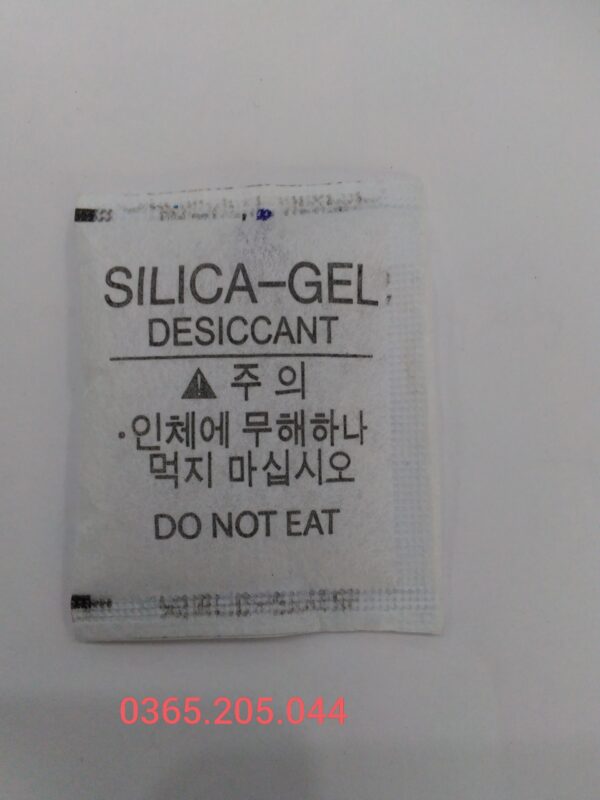 SILICA-GEL
DESICCANT
주 의
·인체에 무해하나
먹지 마십시오
DO NOT EAT
0365.205.044